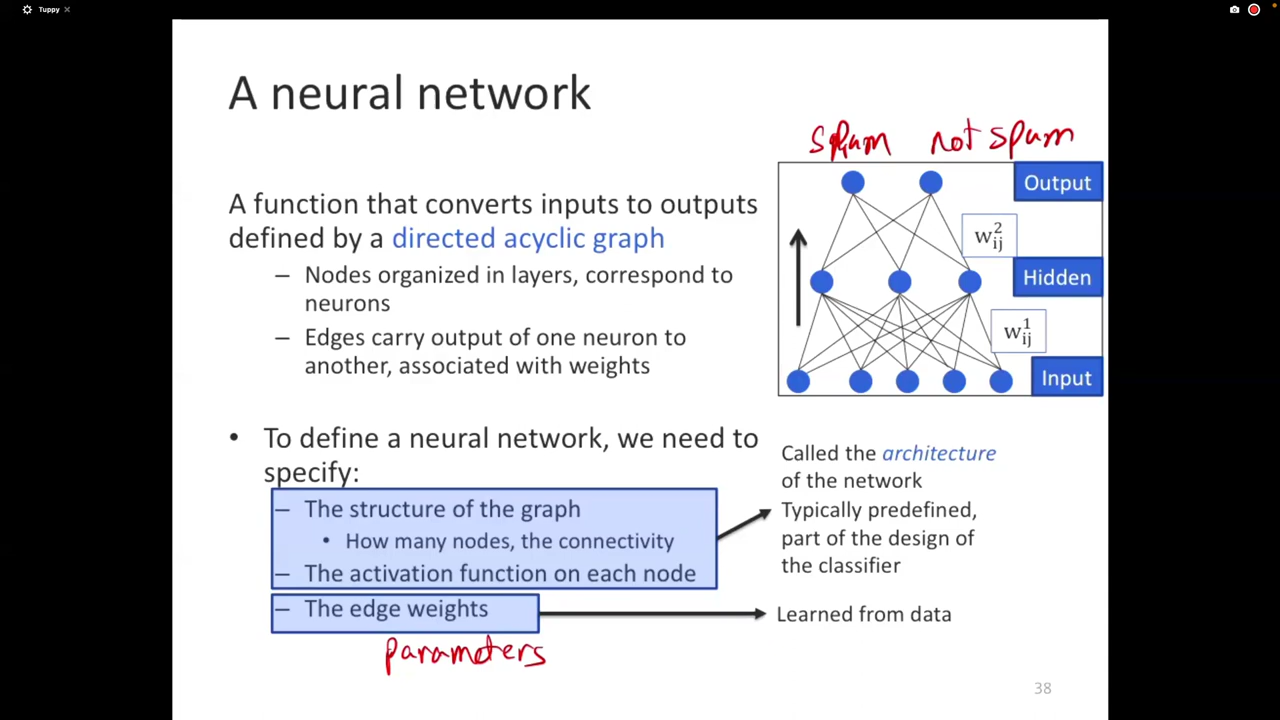 Tuppy
A neural network
spam not spam
A function that converts inputs to outputs
defined by a directed acyclic graph
– Nodes organized in layers, correspond to
neurons
– Edges carry output of one neuron to
another, associated with weights
Output
w²ᵢⱼ
Hidden
w¹ᵢⱼ
Input
• To define a neural network, we need to
specify:
– The structure of the graph
• How many nodes, the connectivity
– The activation function on each node
– The edge weights
parameters
Called the architecture
of the network
Typically predefined,
part of the design of
the classifier
Learned from data
38